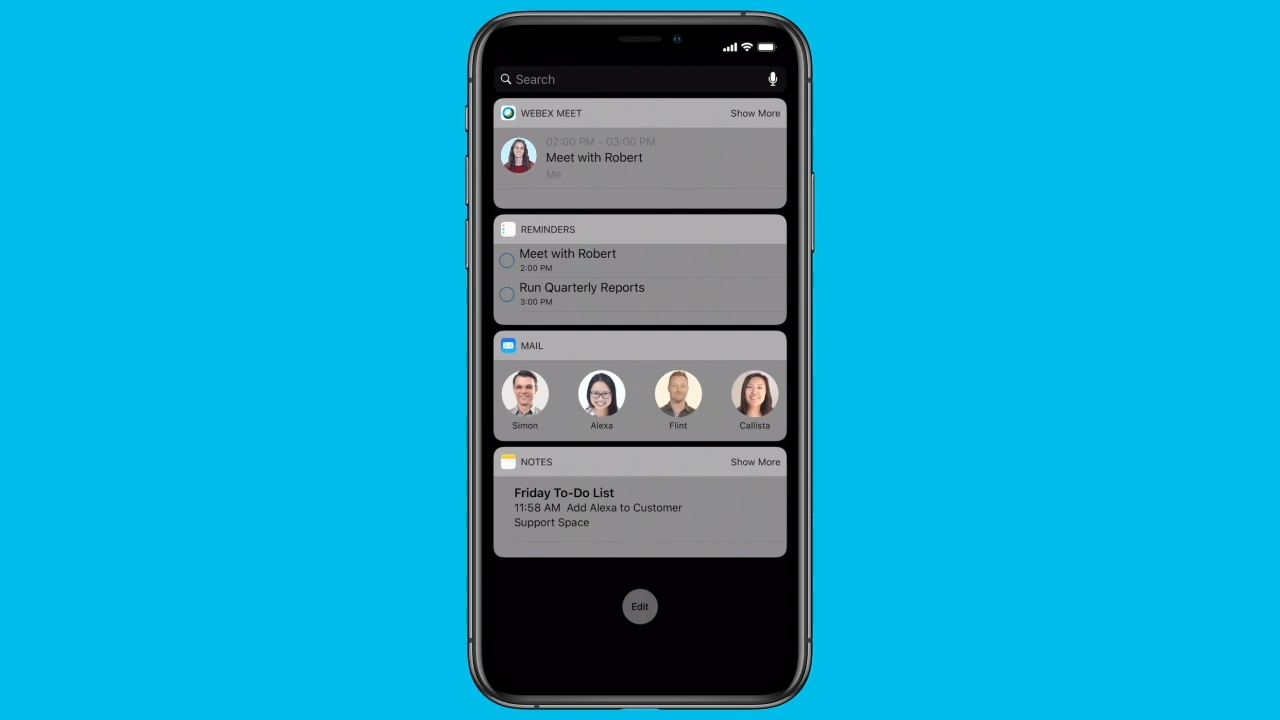 Search
WEBEX MEET Show More
02:00 PM - 03:00 PM
Meet with Robert
Me
REMINDERS
Meet with Robert
2:00 PM
Run Quarterly Reports
3:00 PM
MAIL
Simon Alexa Flint Callista
NOTES Show More
Friday To-Do List
11:58 AM Add Alexa to Customer
Support Space
Edit